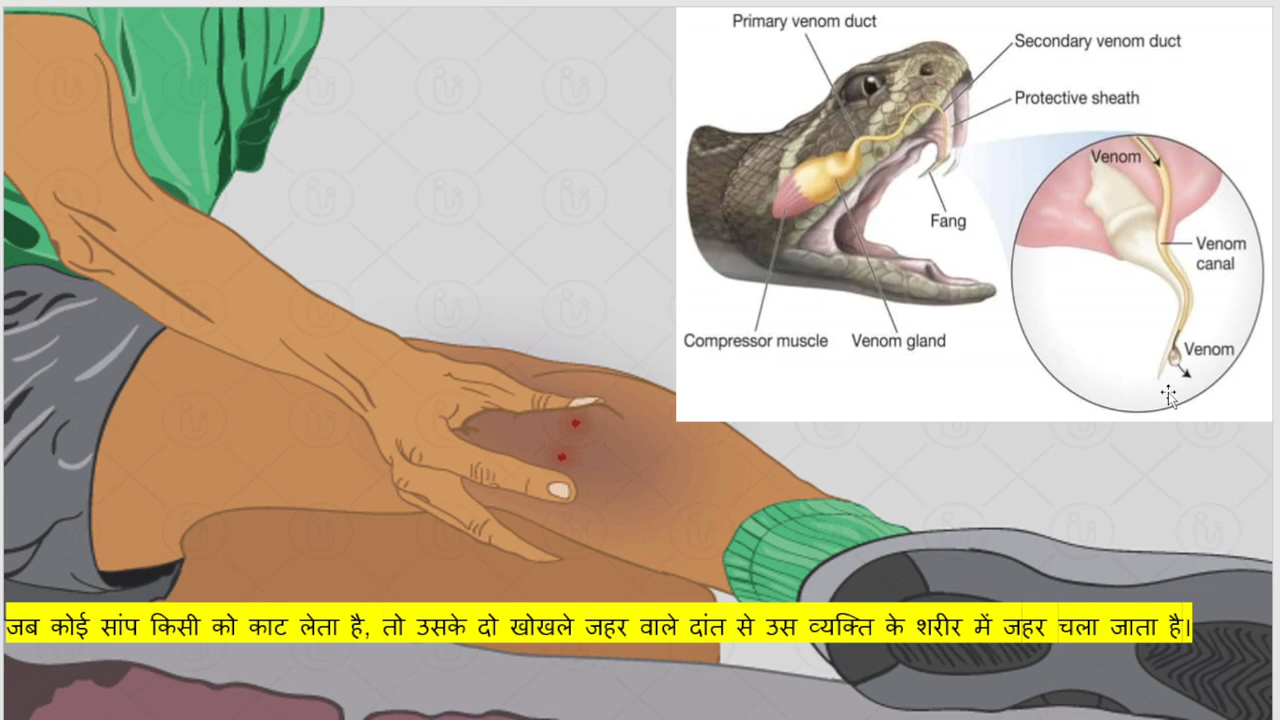 Primary venom duct
Secondary venom duct
Protective sheath
Venom
Fang
Venom
canal
Compressor muscle
Venom gland
Venom
जब कोई सांप किसी को काट लेता है, तो उसके दो खोखले जहर वाले दांत से उस व्यक्ति के शरीर में जहर चला जाता है।